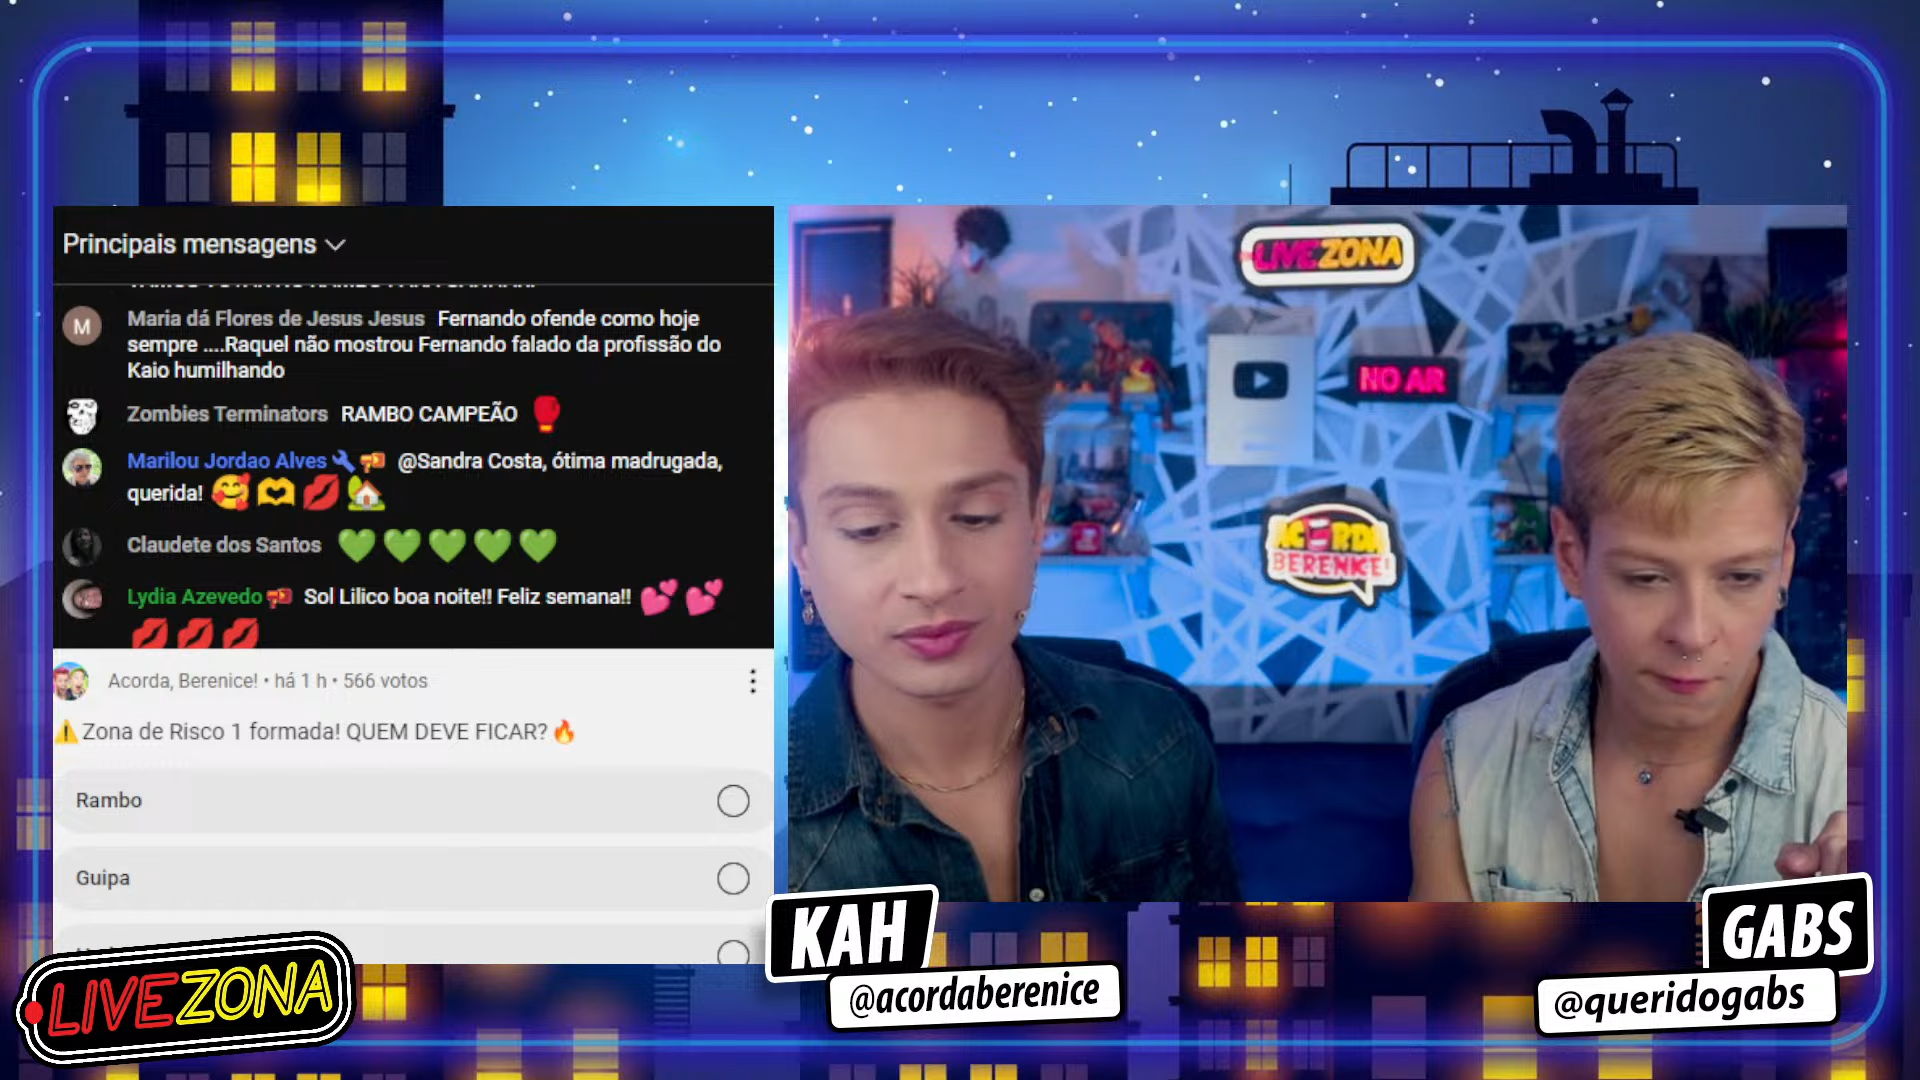 Principais mensagens
Maria dá Flores de Jesus Jesus Fernando ofende como hoje
sempre ....Raquel não mostrou Fernando falado da profissão do
Kaio humilhando
Zombies Terminators RAMBO CAMPEÃO 🥊
Marilou Jordao Alves @Sandra Costa, ótima madrugada,
querida! 🥰 🫶 💋 🏡
Claudete dos Santos 💚 💚 💚 💚 💚
Lydia Azevedo Sol Lilico boa noite!! Feliz semana!! 💕 💕
💋 💋 💋
Acorda, Berenice! • há 1 h • 566 votos
⚠️Zona de Risco 1 formada! QUEM DEVE FICAR?🔥
Rambo
Guipa
LIVEZONA
LIVEZONA
NO AR
ACORDA
BERENICE!
KAH
@acordaberenice
GABS
@queridogabs
M